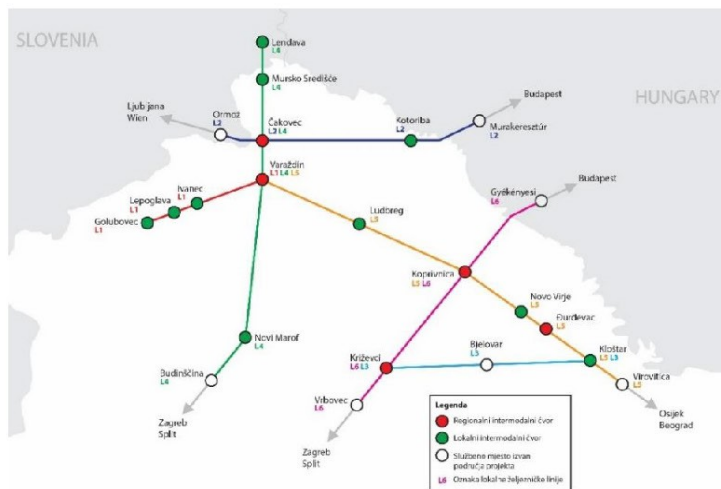 SLOVENIA
HUNGARY
Lendava
L4
Mursko Središće
L4
Ljubljana
Wien
Ormož
L2
Čakovec
L2 L4
Kotoriba
L2
Budapest
Murakeresztúr
L2
Varaždin
L1 L4 L5
Ivanec
L1
Lepoglava
L1
Golubovec
L1
Ludbreg
L5
Gyékényesi
L6
Budapest
Koprivnica
L5 L6
Novo Virje
L5
Đurđevac
L5
Kloštar
L5 L3
Virovitica
L5
Osijek
Beograd
Novi Marof
L4
Budinščina
L4
Zagreb
Split
Križevci
L6 L3
Bjelovar
L3
Vrbovec
L6
Zagreb
Split
Legenda
Regionalni intermodalni čvor
Lokalni intermodalni čvor
Službeno mjesto izvan
područja projekta
L6 Oznaka lokalne željezničke linije